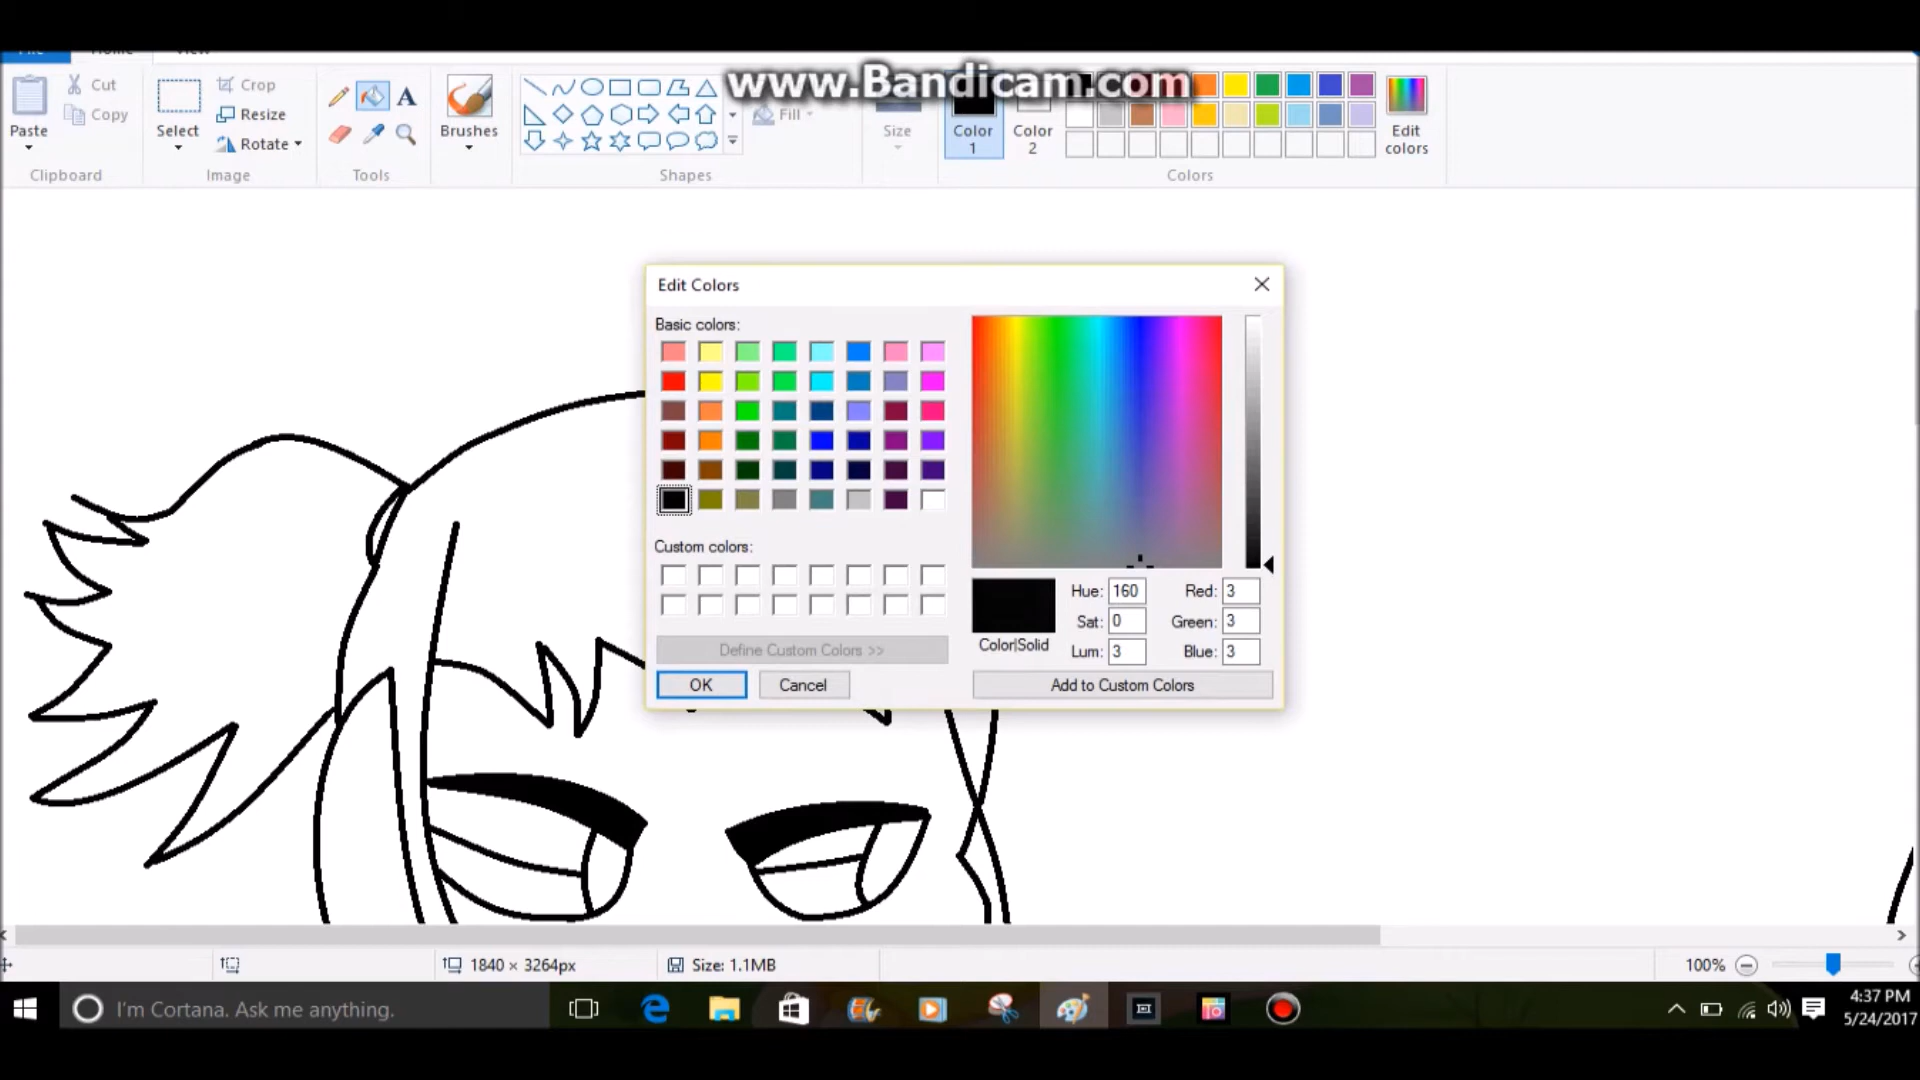 File Home View
www.Bandicam.com
Paste
Cut
Copy
Clipboard
Select
Crop
Resize
Rotate
Image
A
Tools
Brushes
Shapes
Fill
Size
Color
1
Color
2
Edit
colors
Colors
Edit Colors
Basic colors:
Custom colors:
Define Custom Colors >>
OK
Cancel
Color|Solid
Hue: 160
Sat: 0
Lum: 3
Red: 3
Green: 3
Blue: 3
Add to Custom Colors
1840 × 3264px
Size: 1.1MB
100%
I'm Cortana. Ask me anything.
4:37 PM
5/24/2017